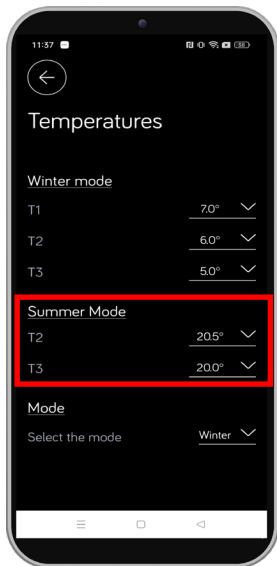 11:37
58
Temperatures
Winter mode
T1 7.0°
T2 6.0°
T3 5.0°
Summer Mode
T2 20.5°
T3 20.0°
Mode
Select the mode Winter